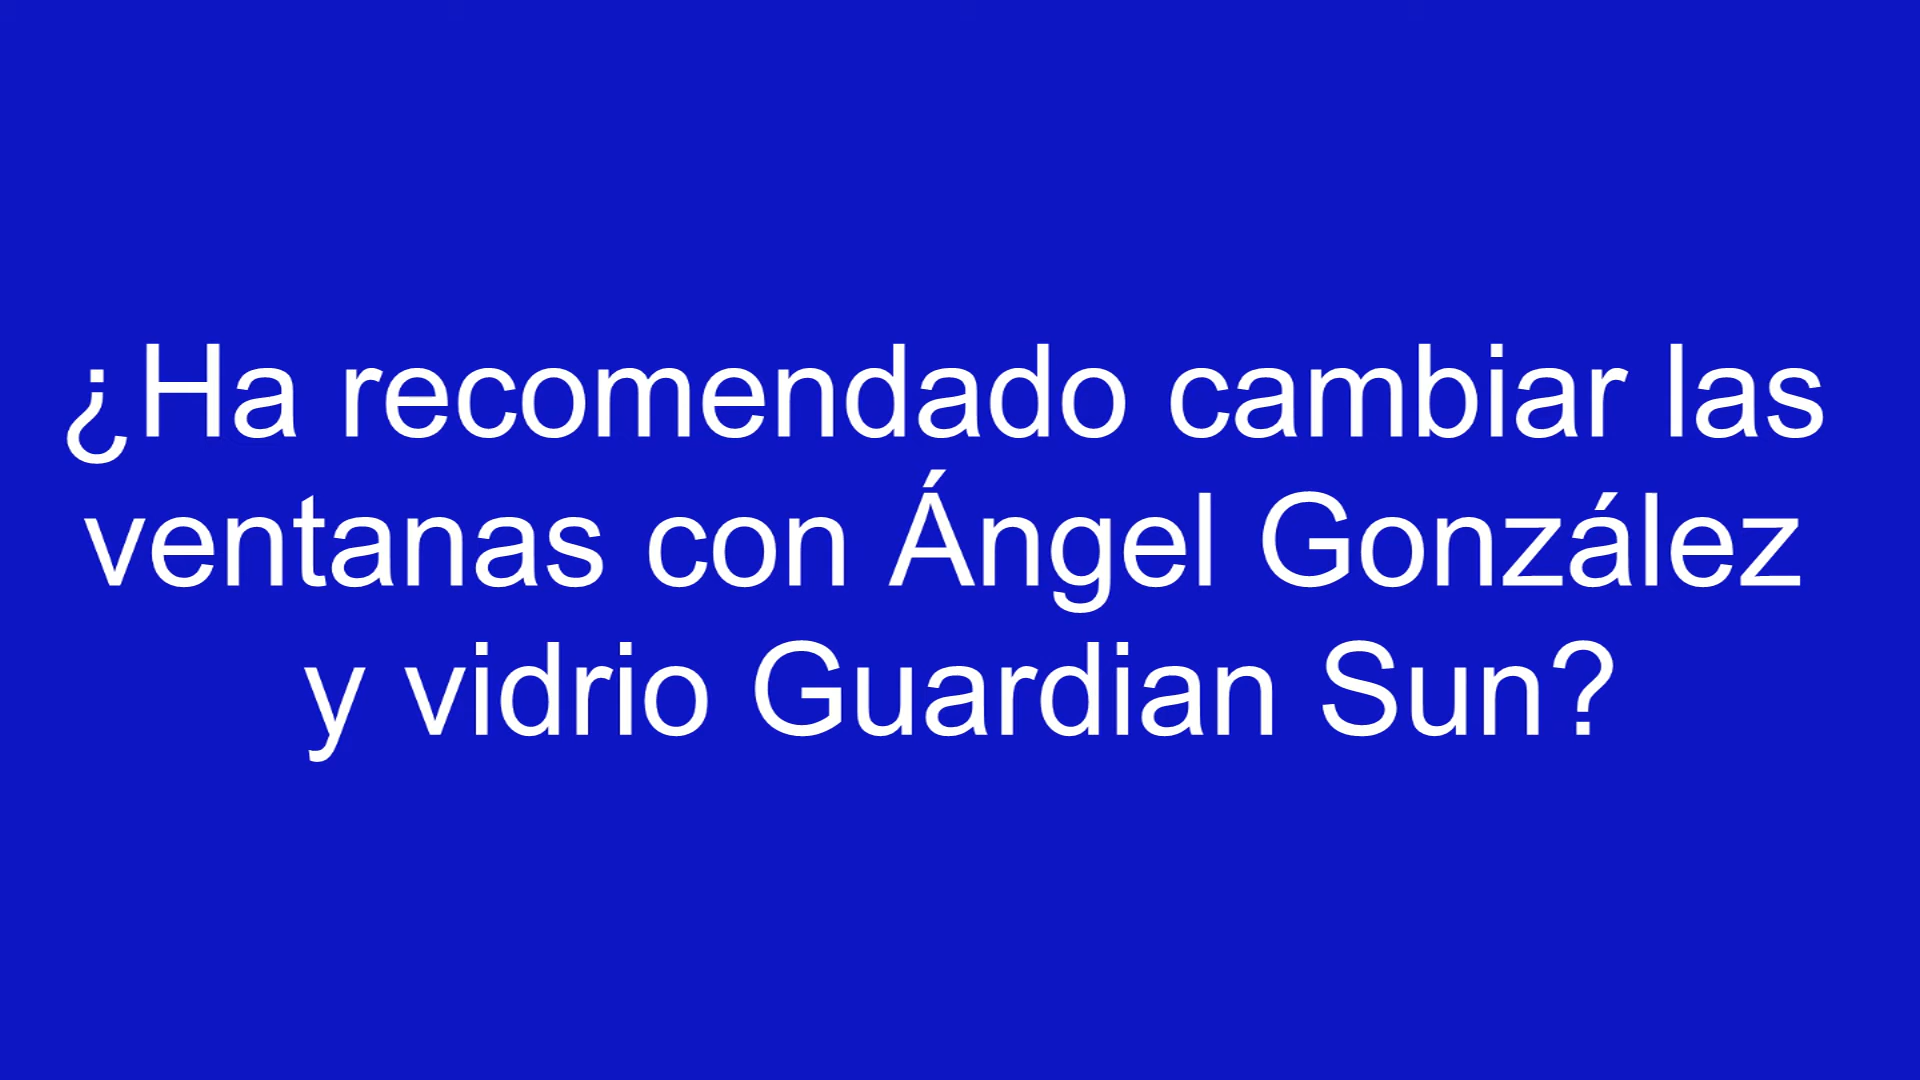 ¿Ha recomendado cambiar las
ventanas con Ángel González
y vidrio Guardian Sun?